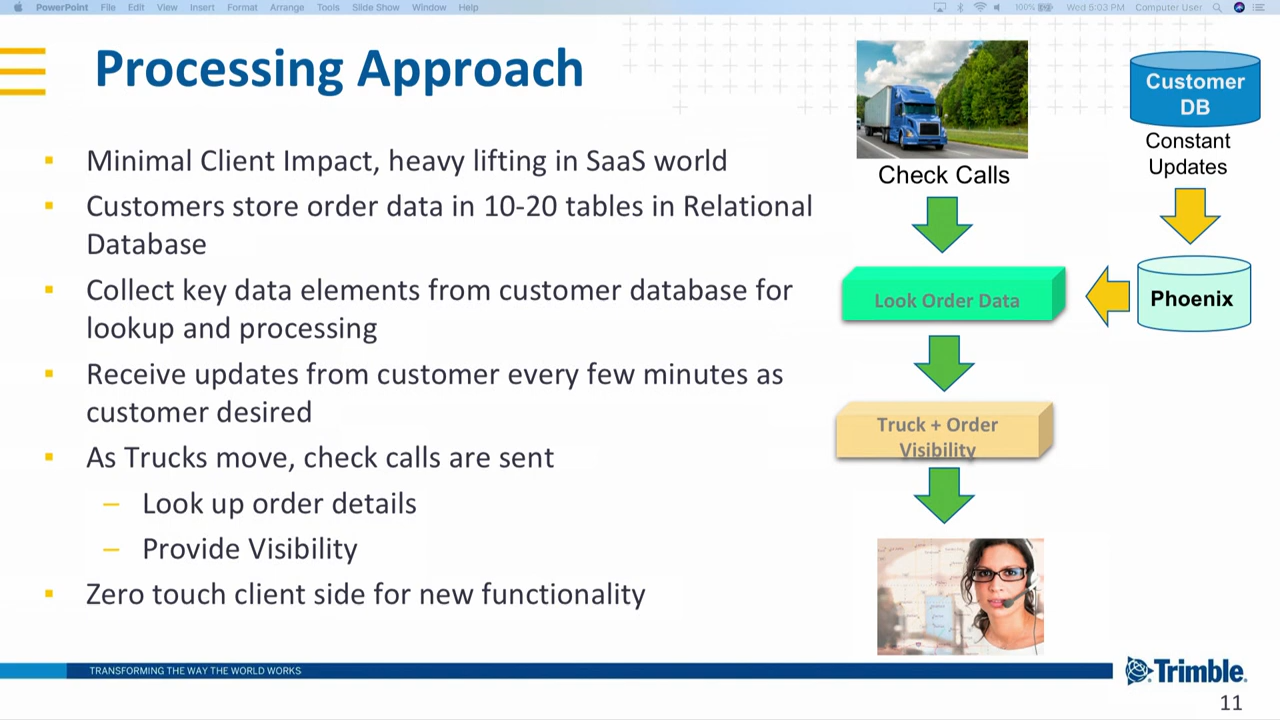 PowerPoint File Edit View Insert Format Arrange Tools Slide Show Window Help 100% Wed 5:03 PM Computer User
Processing Approach
▪ Minimal Client Impact, heavy lifting in SaaS world
▪ Customers store order data in 10-20 tables in Relational
Database
▪ Collect key data elements from customer database for
lookup and processing
▪ Receive updates from customer every few minutes as
customer desired
▪ As Trucks move, check calls are sent
– Look up order details
– Provide Visibility
▪ Zero touch client side for new functionality
Check Calls
Look Order Data
Truck + Order
Visibility
Customer
DB
Constant
Updates
Phoenix
TRANSFORMING THE WAY THE WORLD WORKS
Trimble.
11